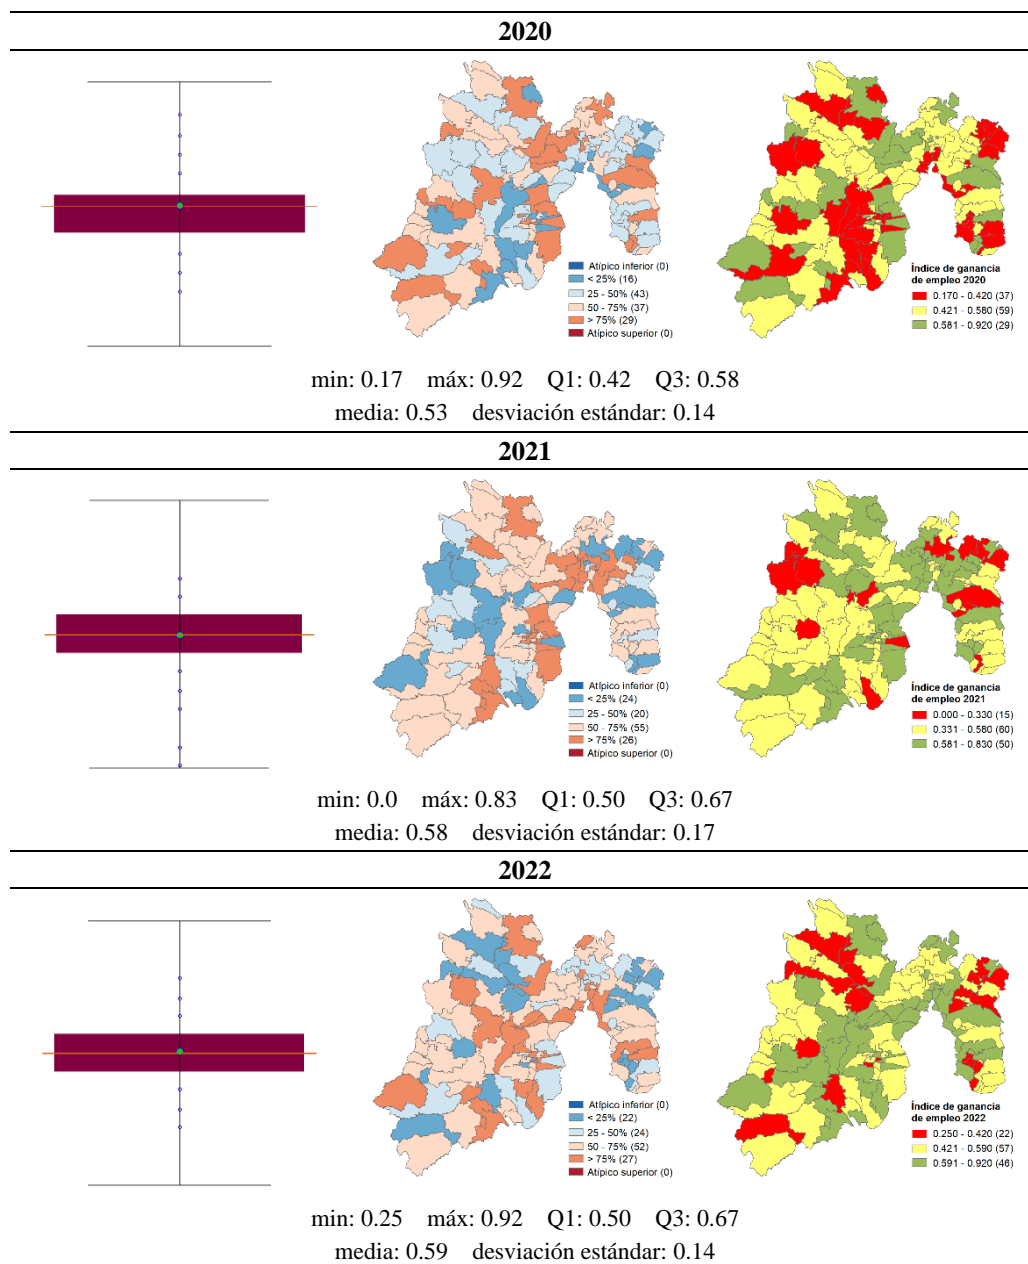 2020
Atípico inferior (0)
< 25% (16)
25 - 50% (43)
50 - 75% (37)
> 75% (29)
Atípico superior (0)
Índice de ganancia
de empleo 2020
0.170 - 0.420 (37)
0.421 - 0.580 (59)
0.581 - 0.920 (29)
min: 0.17 máx: 0.92 Q1: 0.42 Q3: 0.58
media: 0.53 desviación estándar: 0.14
2021
Atípico inferior (0)
< 25% (24)
25 - 50% (20)
50 - 75% (55)
> 75% (26)
Atípico superior (0)
Índice de ganancia
de empleo 2021
0.000 - 0.330 (15)
0.331 - 0.580 (60)
0.581 - 0.830 (50)
min: 0.0 máx: 0.83 Q1: 0.50 Q3: 0.67
media: 0.58 desviación estándar: 0.17
2022
Atípico inferior (0)
< 25% (22)
25 - 50% (24)
50 - 75% (52)
> 75% (27)
Atípico superior (0)
Índice de ganancia
de empleo 2022
0.250 - 0.420 (22)
0.421 - 0.590 (57)
0.591 - 0.920 (46)
min: 0.25 máx: 0.92 Q1: 0.50 Q3: 0.67
media: 0.59 desviación estándar: 0.14